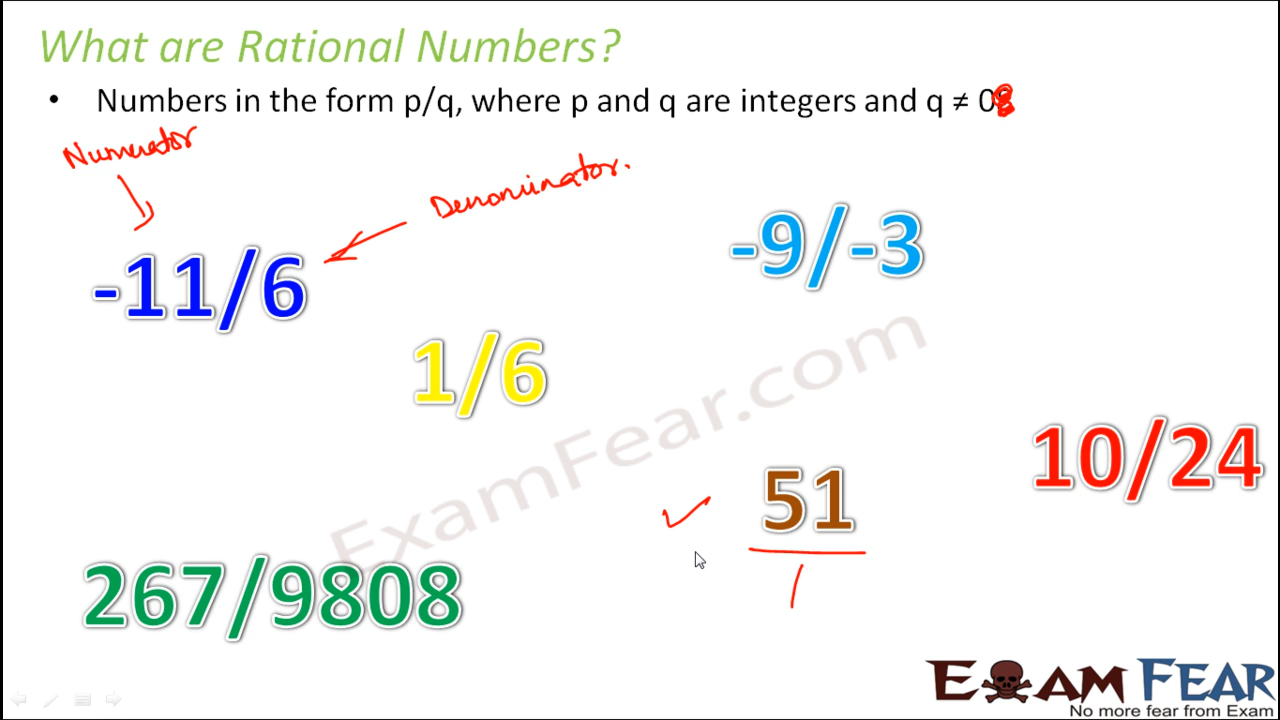 What are Rational Numbers?
• Numbers in the form p/q, where p and q are integers and q ≠ 0
Numerator
Denominator.
-9/-3
-11/6
1/6
ExamFear.com
10/24
51
1
267/9808
EXAM FEAR
No more fear from Exam